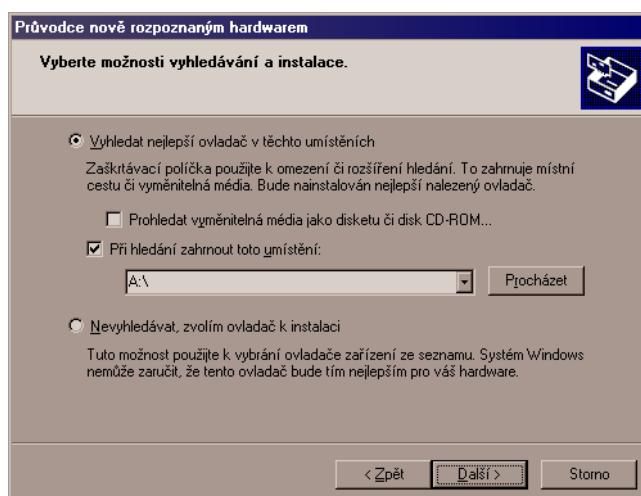 Průvodce nově rozpoznaným hardwarem
Vyberte možnosti vyhledávání a instalace.
Vyhledat nejlepší ovladač v těchto umístěních
Zaškrtávací políčka použijte k omezení či rozšíření hledání. To zahrnuje místní
cestu či vyměnitelná média. Bude nainstalován nejlepší nalezený ovladač.
Prohledat vyměnitelná média jako disketu či disk CD-ROM...
Při hledání zahrnout toto umístění:
A:\
Procházet
Nevyhledávat, zvolím ovladač k instalaci
Tuto možnost použijte k vybrání ovladače zařízení ze seznamu. Systém Windows
nemůže zaručit, že tento ovladač bude tím nejlepším pro váš hardware.
< Zpět
Další >
Storno